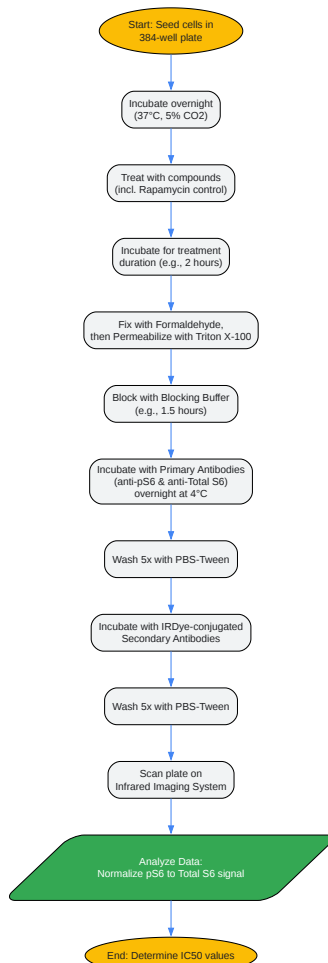 Start: Seed cells in
384-well plate
Incubate overnight
(37°C, 5% CO2)
Treat with compounds
(incl. Rapamycin control)
Incubate for treatment
duration (e.g., 2 hours)
Fix with Formaldehyde,
then Permeabilize with Triton X-100
Block with Blocking Buffer
(e.g., 1.5 hours)
Incubate with Primary Antibodies
(anti-pS6 & anti-Total S6)
overnight at 4°C
Wash 5x with PBS-Tween
Incubate with IRDye-conjugated
Secondary Antibodies
Wash 5x with PBS-Tween
Scan plate on
Infrared Imaging System
Analyze Data:
Normalize pS6 to Total S6 signal
End: Determine IC50 values